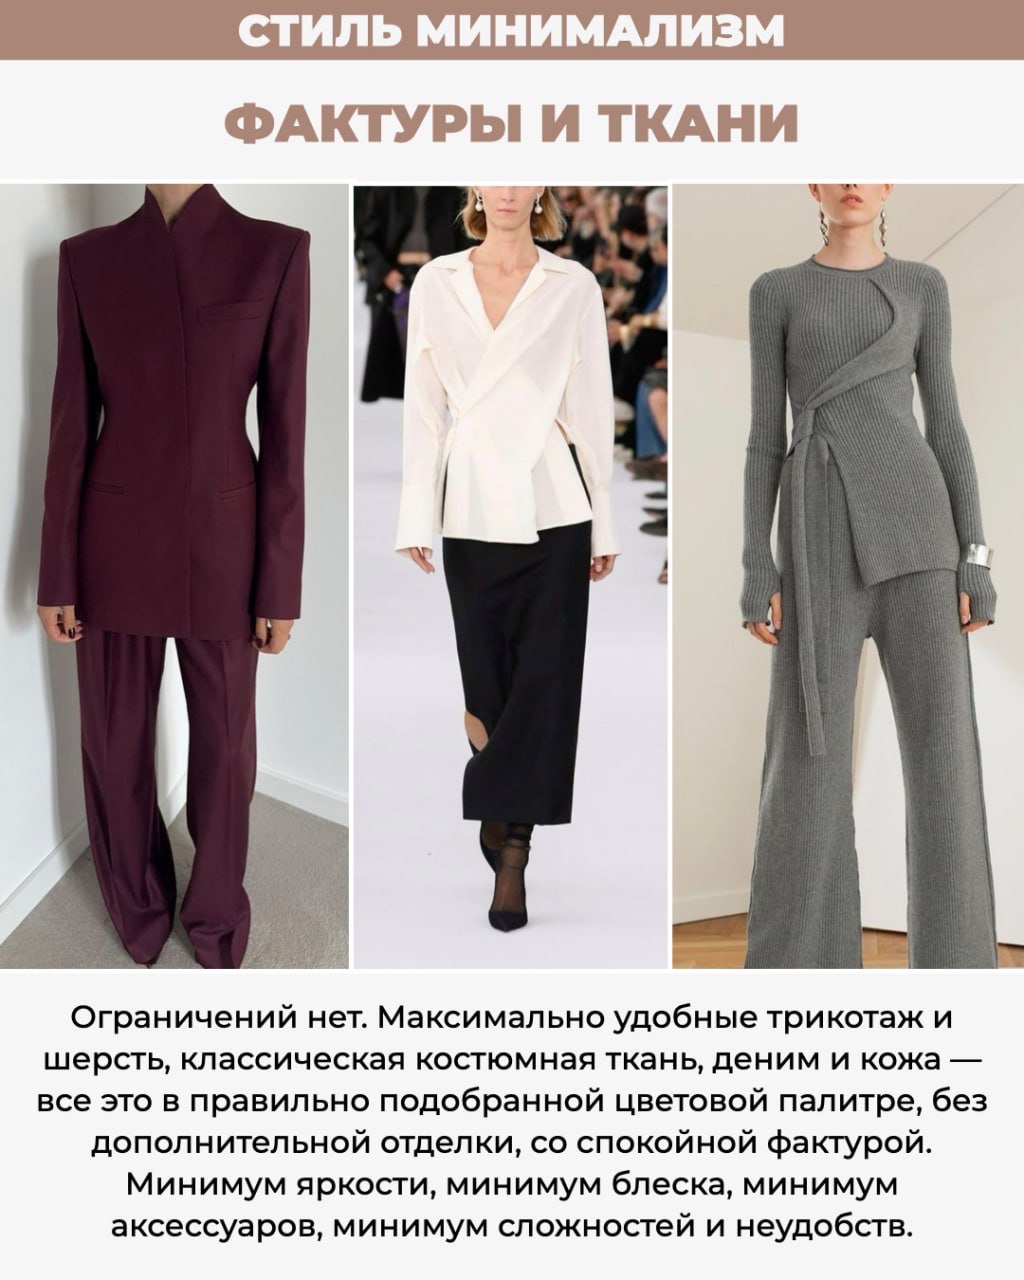 СТИЛЬ МИНИМАЛИЗМ
ФАКТУРЫ И ТКАНИ
Ограничений нет. Максимально удобные трикотаж и
шерсть, классическая костюмная ткань, деним и кожа —
все это в правильно подобранной цветовой палитре, без
дополнительной отделки, со спокойной фактурой.
Минимум яркости, минимум блеска, минимум
аксессуаров, минимум сложностей и неудобств.